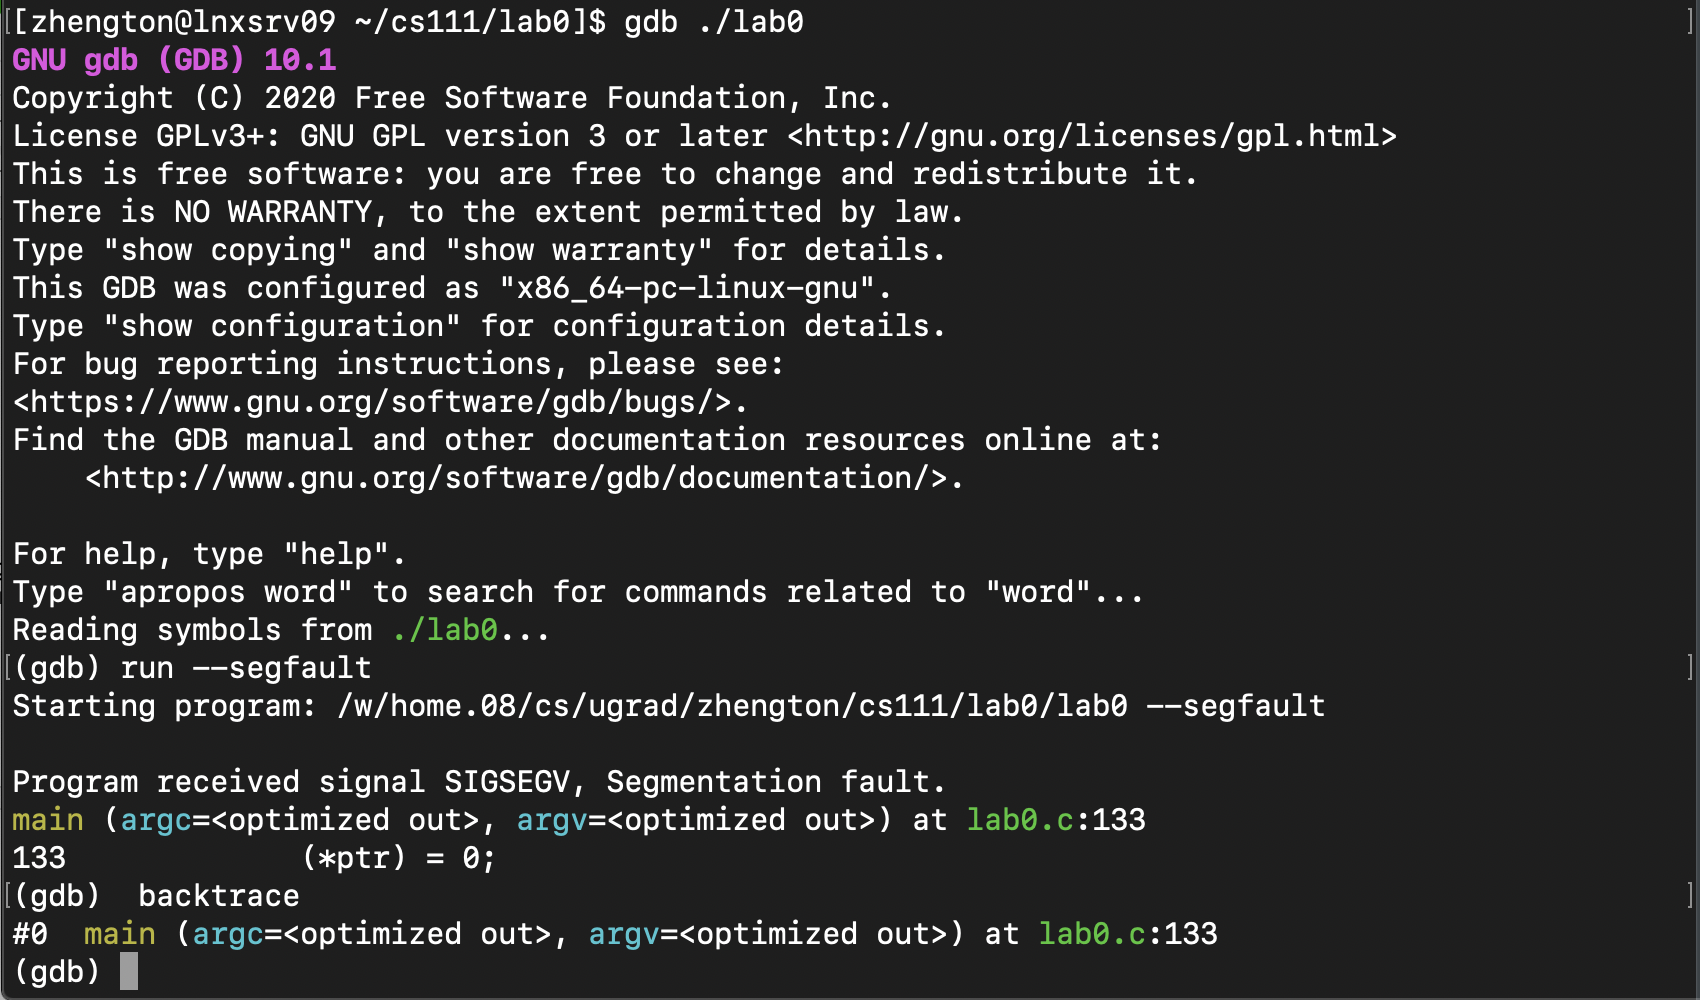 [[zhengton@lnxsrv09 ~/cs111/lab0]$ gdb ./lab0 ]
GNU gdb (GDB) 10.1
Copyright (C) 2020 Free Software Foundation, Inc.
License GPLv3+: GNU GPL version 3 or later <http://gnu.org/licenses/gpl.html>
This is free software: you are free to change and redistribute it.
There is NO WARRANTY, to the extent permitted by law.
Type "show copying" and "show warranty" for details.
This GDB was configured as "x86_64-pc-linux-gnu".
Type "show configuration" for configuration details.
For bug reporting instructions, please see:
<https://www.gnu.org/software/gdb/bugs/>.
Find the GDB manual and other documentation resources online at:
    <http://www.gnu.org/software/gdb/documentation/>.

For help, type "help".
Type "apropos word" to search for commands related to "word"...
Reading symbols from ./lab0...
[(gdb) run --segfault ]
Starting program: /w/home.08/cs/ugrad/zhengton/cs111/lab0/lab0 --segfault

Program received signal SIGSEGV, Segmentation fault.
main (argc=<optimized out>, argv=<optimized out>) at lab0.c:133
133             (*ptr) = 0;
[(gdb)  backtrace ]
#0  main (argc=<optimized out>, argv=<optimized out>) at lab0.c:133
(gdb)